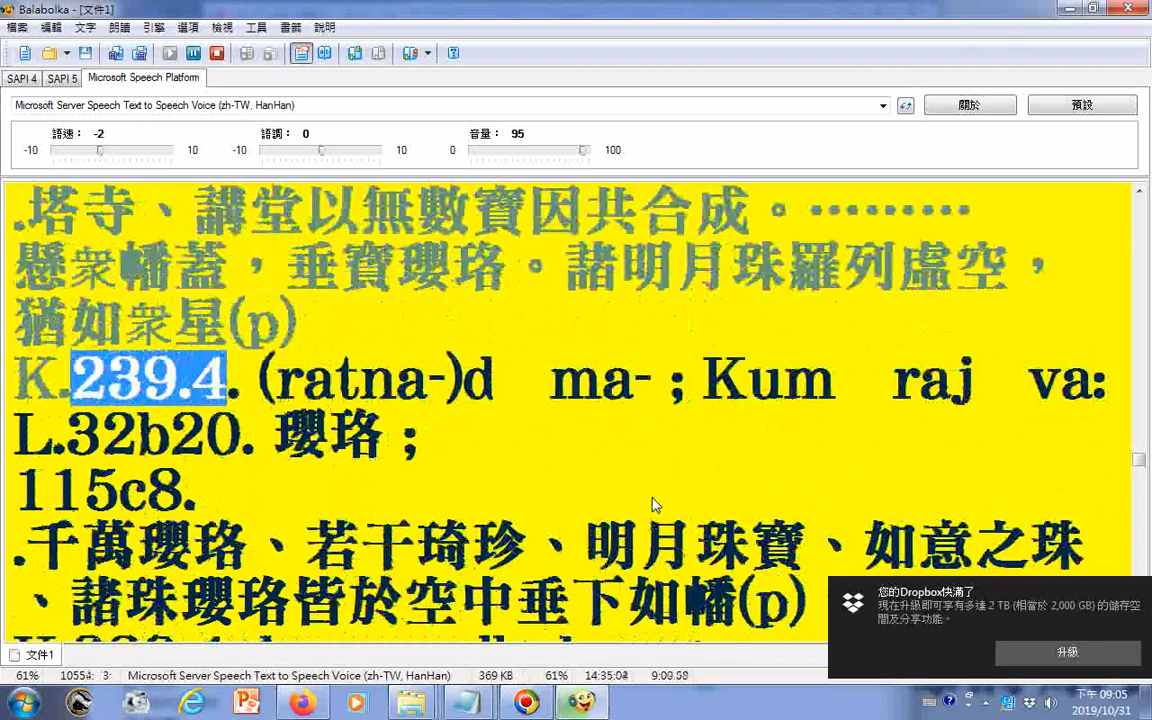 Balabolka - [文件1]
檔案 編輯 文字 朗讀 引擎 選項 檢視 工具 書籤 說明
SAPI 4 SAPI 5 Microsoft Speech Platform
Microsoft Server Speech Text to Speech Voice (zh-TW, HanHan) 關於 預設
語速： -2 語調： 0 音量： 95
-10 10 -10 10 0 100
.塔寺、講堂以無數寶因共合成。………
懸衆幡蓋，垂寶瓔珞。諸明月珠羅列虛空，
猶如衆星(p)
K.239.4. (ratna-)d ma- ; Kum raj va:
L.32b20. 瓔珞；
115c8.
.千萬瓔珞、若干琦珍、明月珠寶、如意之珠
、諸珠瓔珞皆於空中垂下如幡(p)
您的Dropbox快滿了
現在升級即可享有多達 2 TB (相當於 2,000 GB) 的儲存空
間及分享功能。
升級
文件1
61% 10554: 3: Microsoft Server Speech Text to Speech Voice (zh-TW, HanHan) 369 KB 61% 14:35:04 9:00:58
下午 09:05
2019/10/31